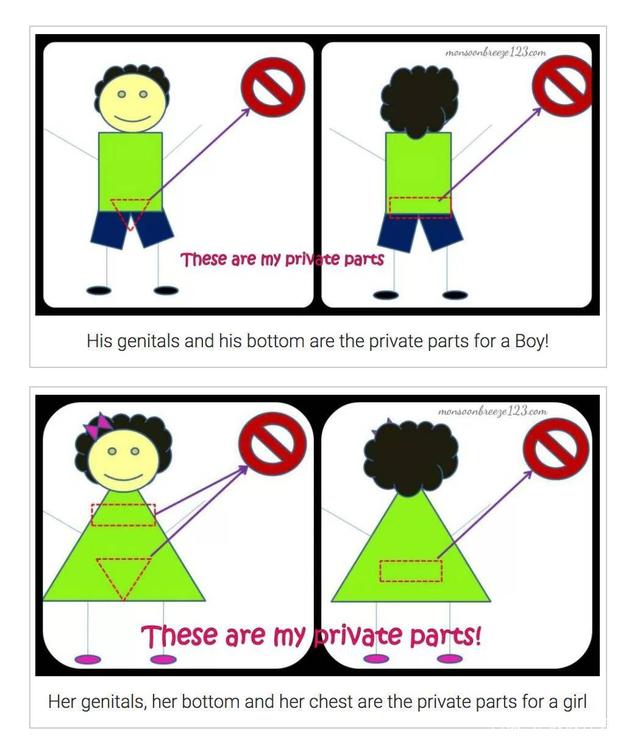 monsoonbreeze123.com
These are my private parts
His genitals and his bottom are the private parts for a Boy!
monsoonbreeze123.com
These are my private parts!
Her genitals, her bottom and her chest are the private parts for a girl